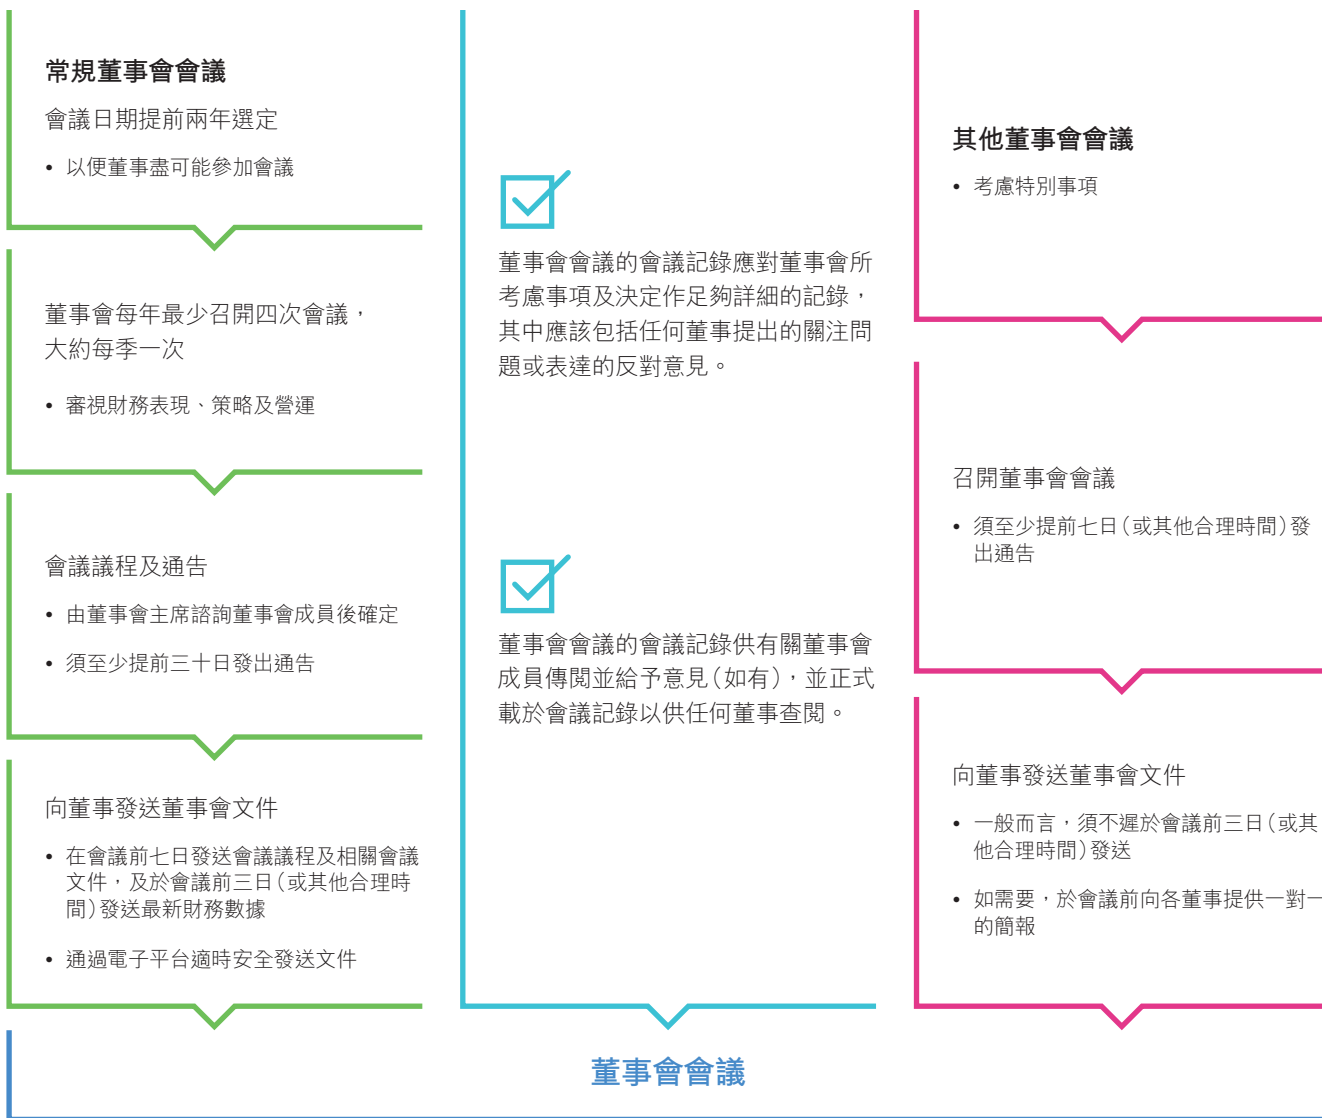 常規董事會會議
會議日期提前兩年選定
• 以便董事盡可能參加會議
董事會每年最少召開四次會議，
大約每季一次
• 審視財務表現、策略及營運
會議議程及通告
• 由董事會主席諮詢董事會成員後確定
• 須至少提前三十日發出通告
向董事發送董事會文件
• 在會議前七日發送會議議程及相關會議
文件，及於會議前三日（或其他合理時
間）發送最新財務數據
• 通過電子平台適時安全發送文件
董事會會議的會議記錄應對董事會所
考慮事項及決定作足夠詳細的記錄，
其中應該包括任何董事提出的關注問
題或表達的反對意見。
董事會會議的會議記錄供有關董事會
成員傳閱並給予意見（如有），並正式
載於會議記錄以供任何董事查閱。
其他董事會會議
• 考慮特別事項
召開董事會會議
• 須至少提前七日（或其他合理時間）發
出通告
向董事發送董事會文件
• 一般而言，須不遲於會議前三日（或其
他合理時間）發送
• 如需要，於會議前向各董事提供一對一
的簡報
董事會會議